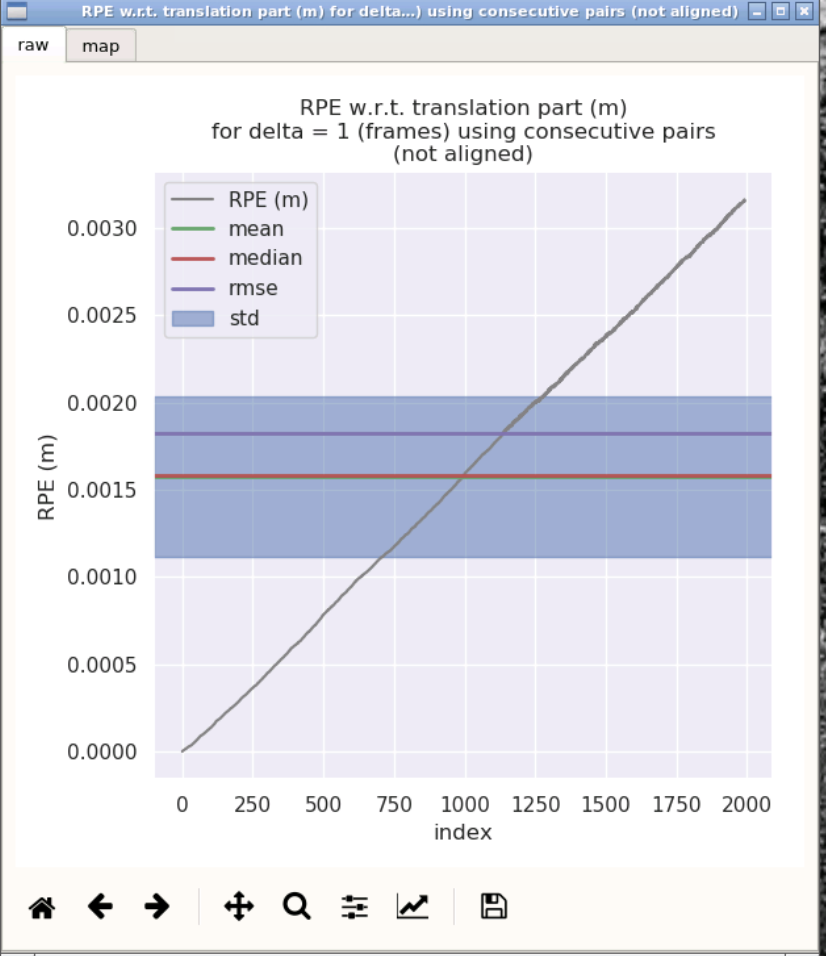 RPE w.r.t. translation part (m) for delta...) using consecutive pairs (not aligned)
raw
map
RPE w.r.t. translation part (m)
for delta = 1 (frames) using consecutive pairs
(not aligned)
RPE (m)
mean
median
rmse
std
RPE (m)
0.0030
0.0025
0.0020
0.0015
0.0010
0.0005
0.0000
0 250 500 750 1000 1250 1500 1750 2000
index